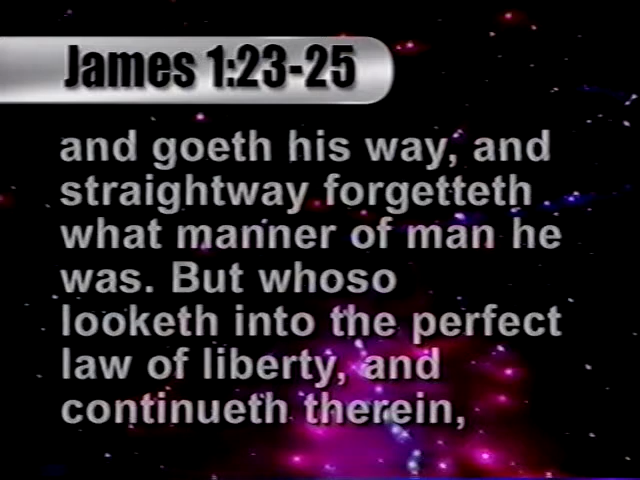 James 1:23-25
and goeth his way, and
straightway forgetteth
what manner of man he
was. But whoso
looketh into the perfect
law of liberty, and
continueth therein,